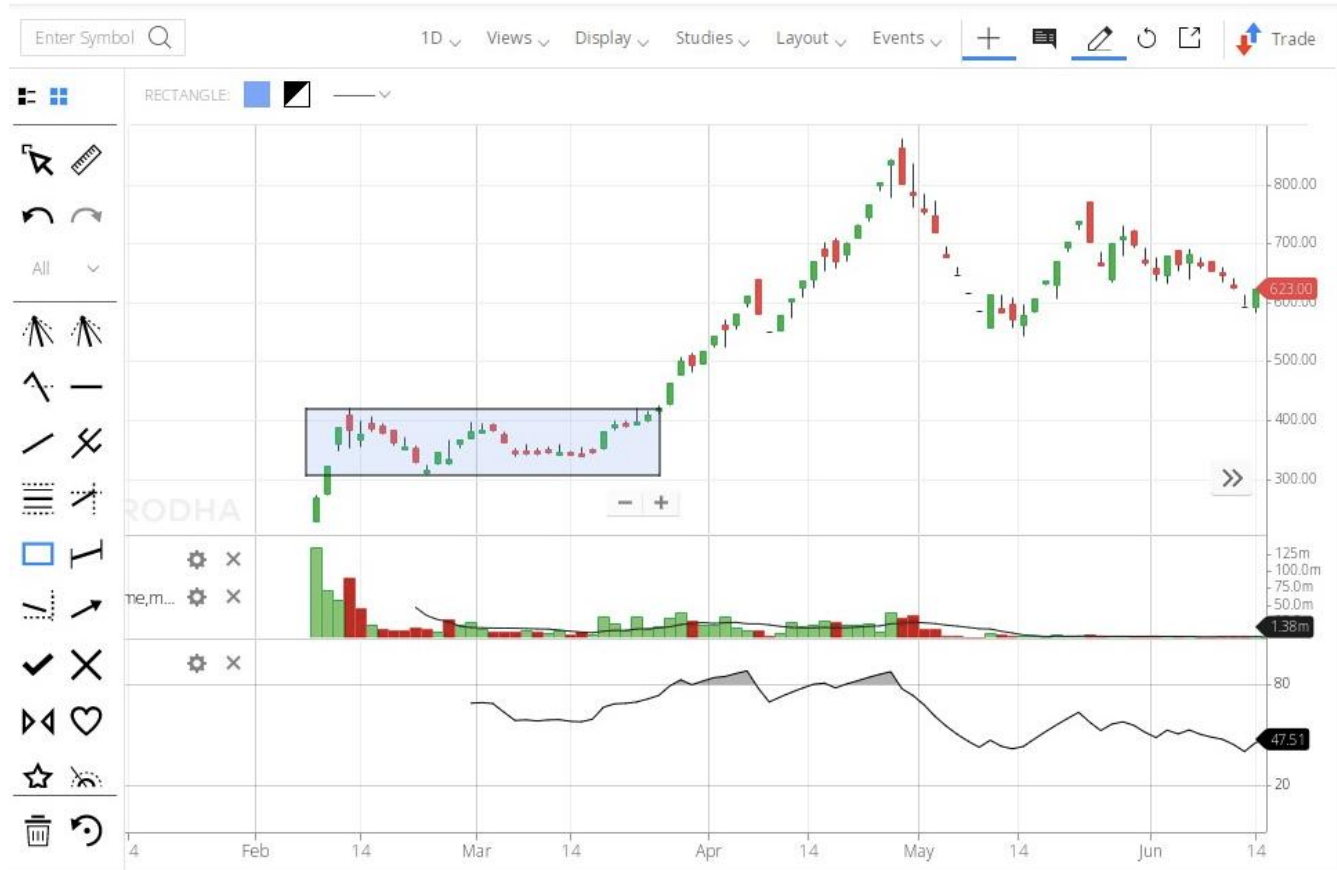 Enter Symbol 1D Views Display Studies Layout Events Trade
RECTANGLE:
All
800.00
700.00
623.00
600.00
500.00
400.00
300.00
RODHA
125m
100.0m
75.0m
50.0m
ne,m...
1.38m
80
47.51
20
4 Feb 14 Mar 14 Apr 14 May 14 Jun 14